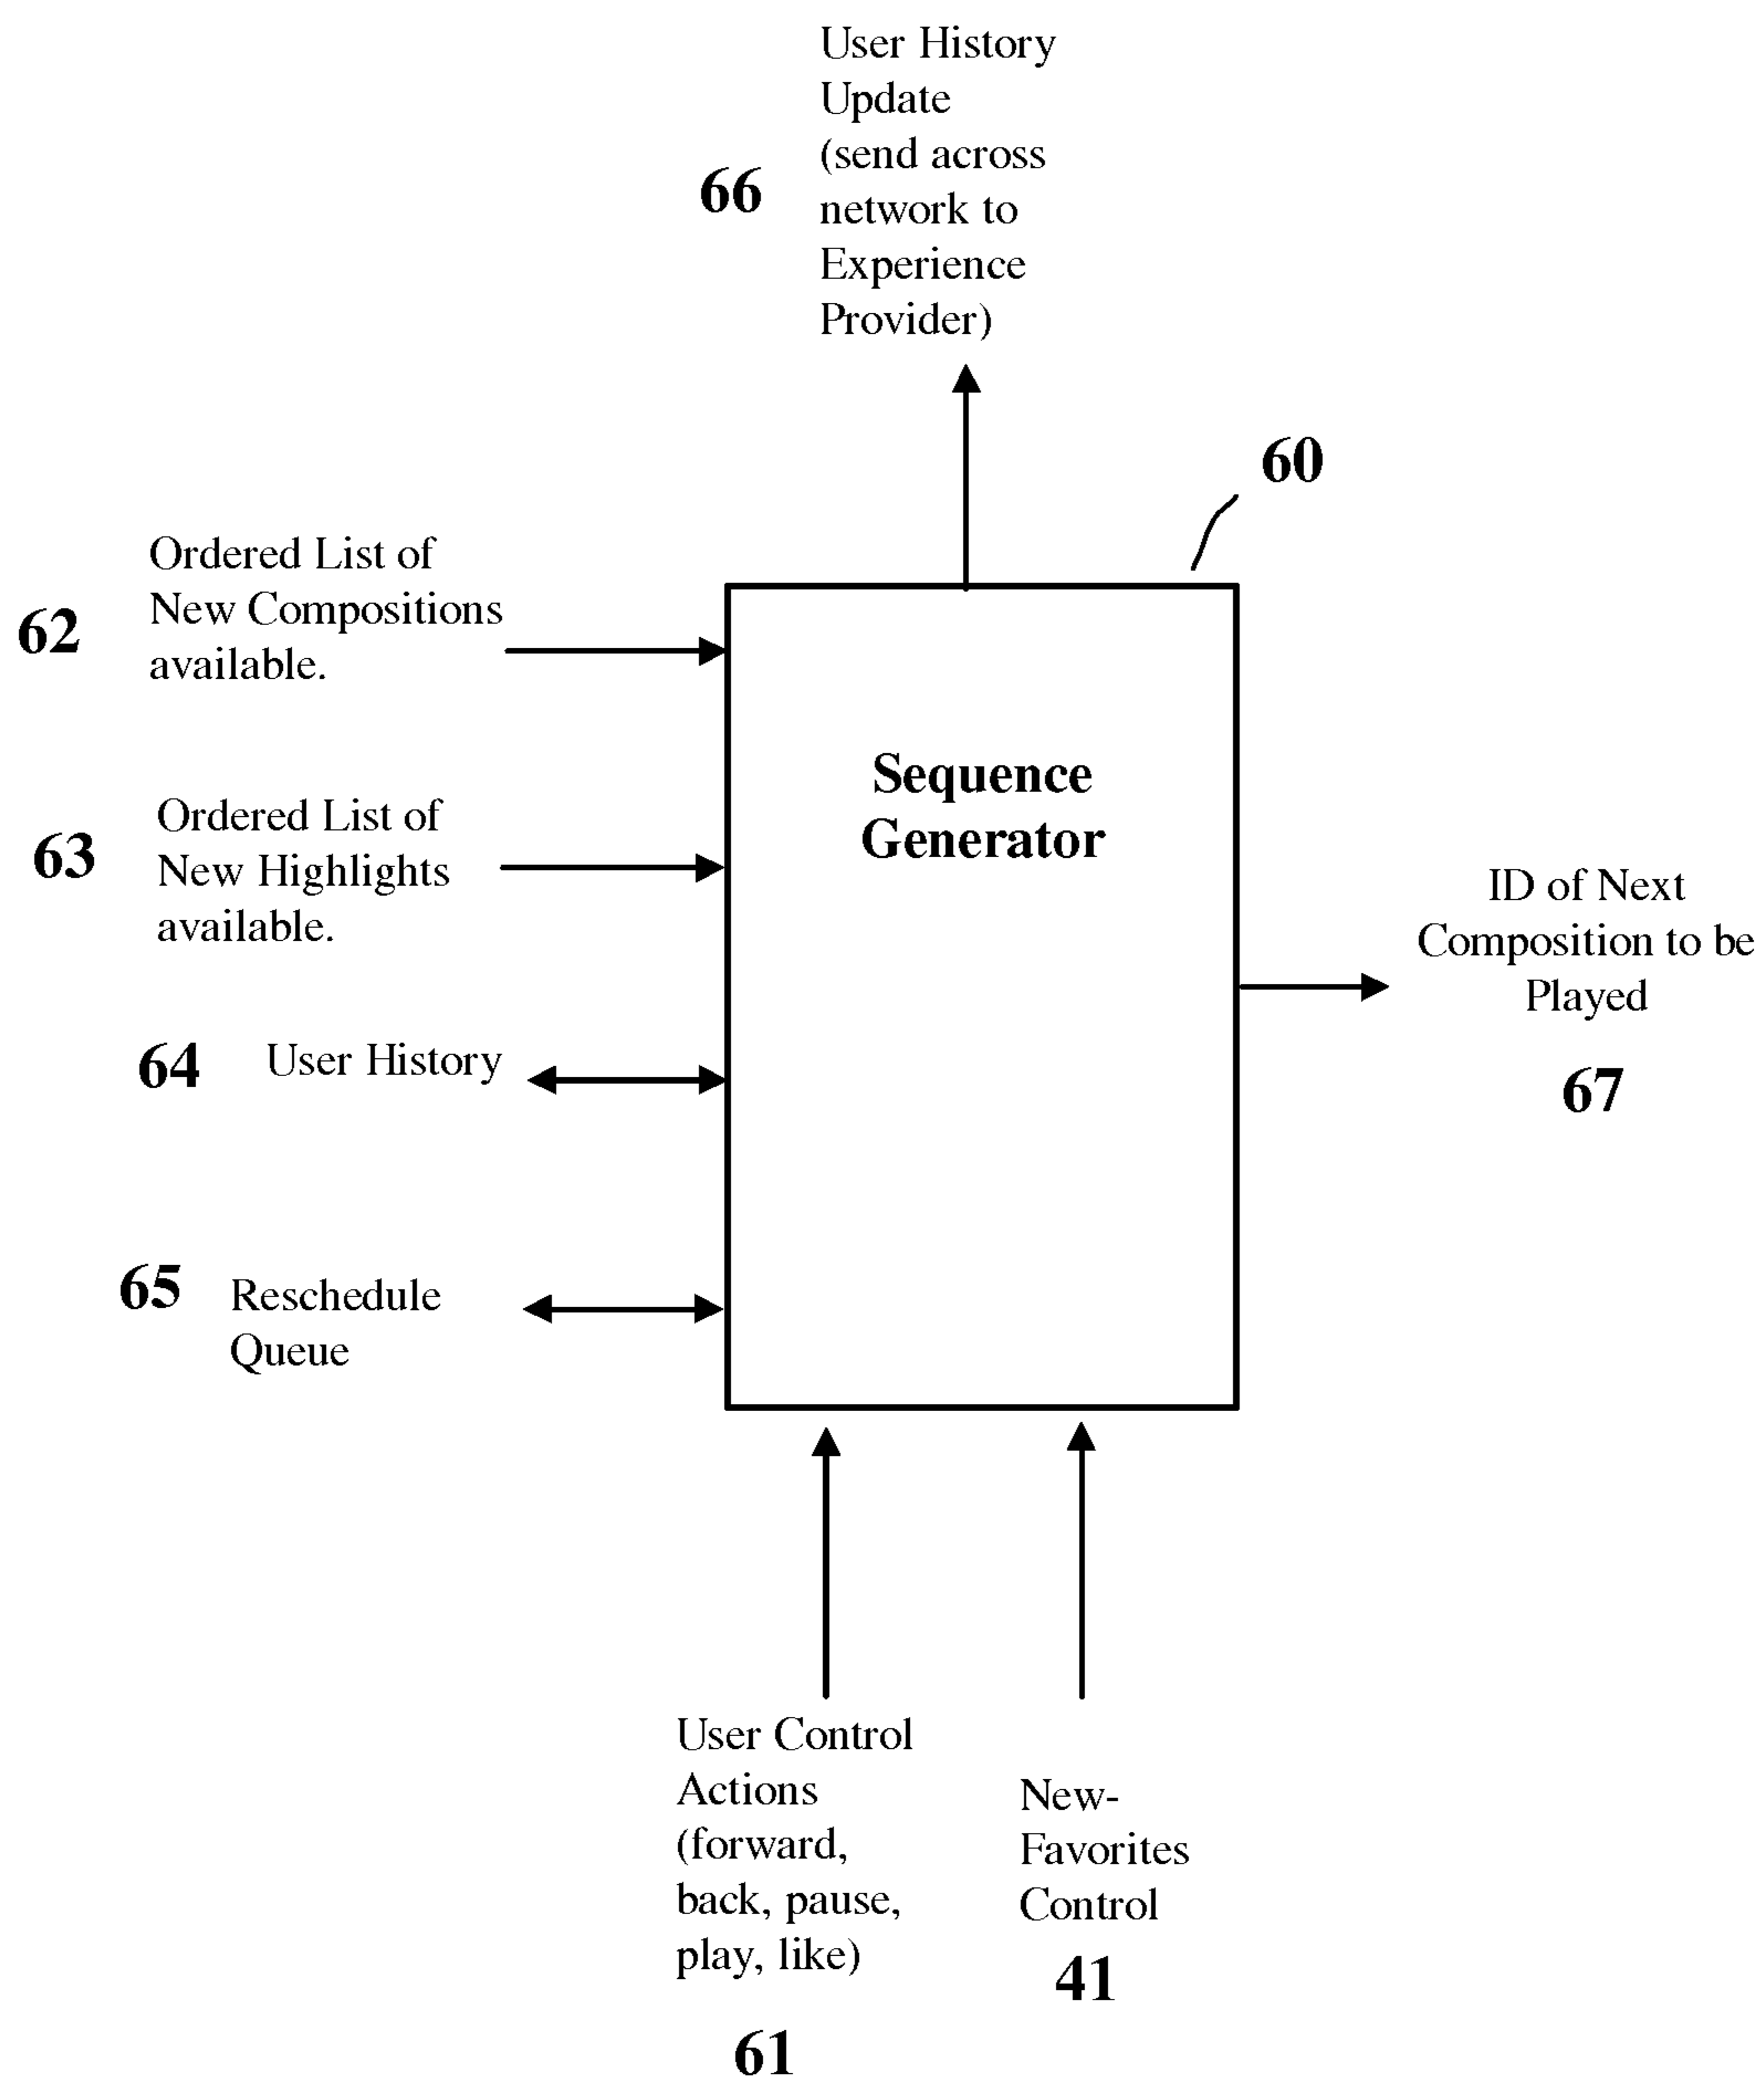 User History
Update
(send across
network to
Experience
Provider)
66
60
Ordered List of
New Compositions
available.
62
Sequence
Generator
Ordered List of
New Highlights
available.
63
ID of Next
Composition to be
Played
67
64
User History
65
Reschedule
Queue
User Control
Actions
(forward,
back, pause,
play, like)
61
New-
Favorites
Control
41